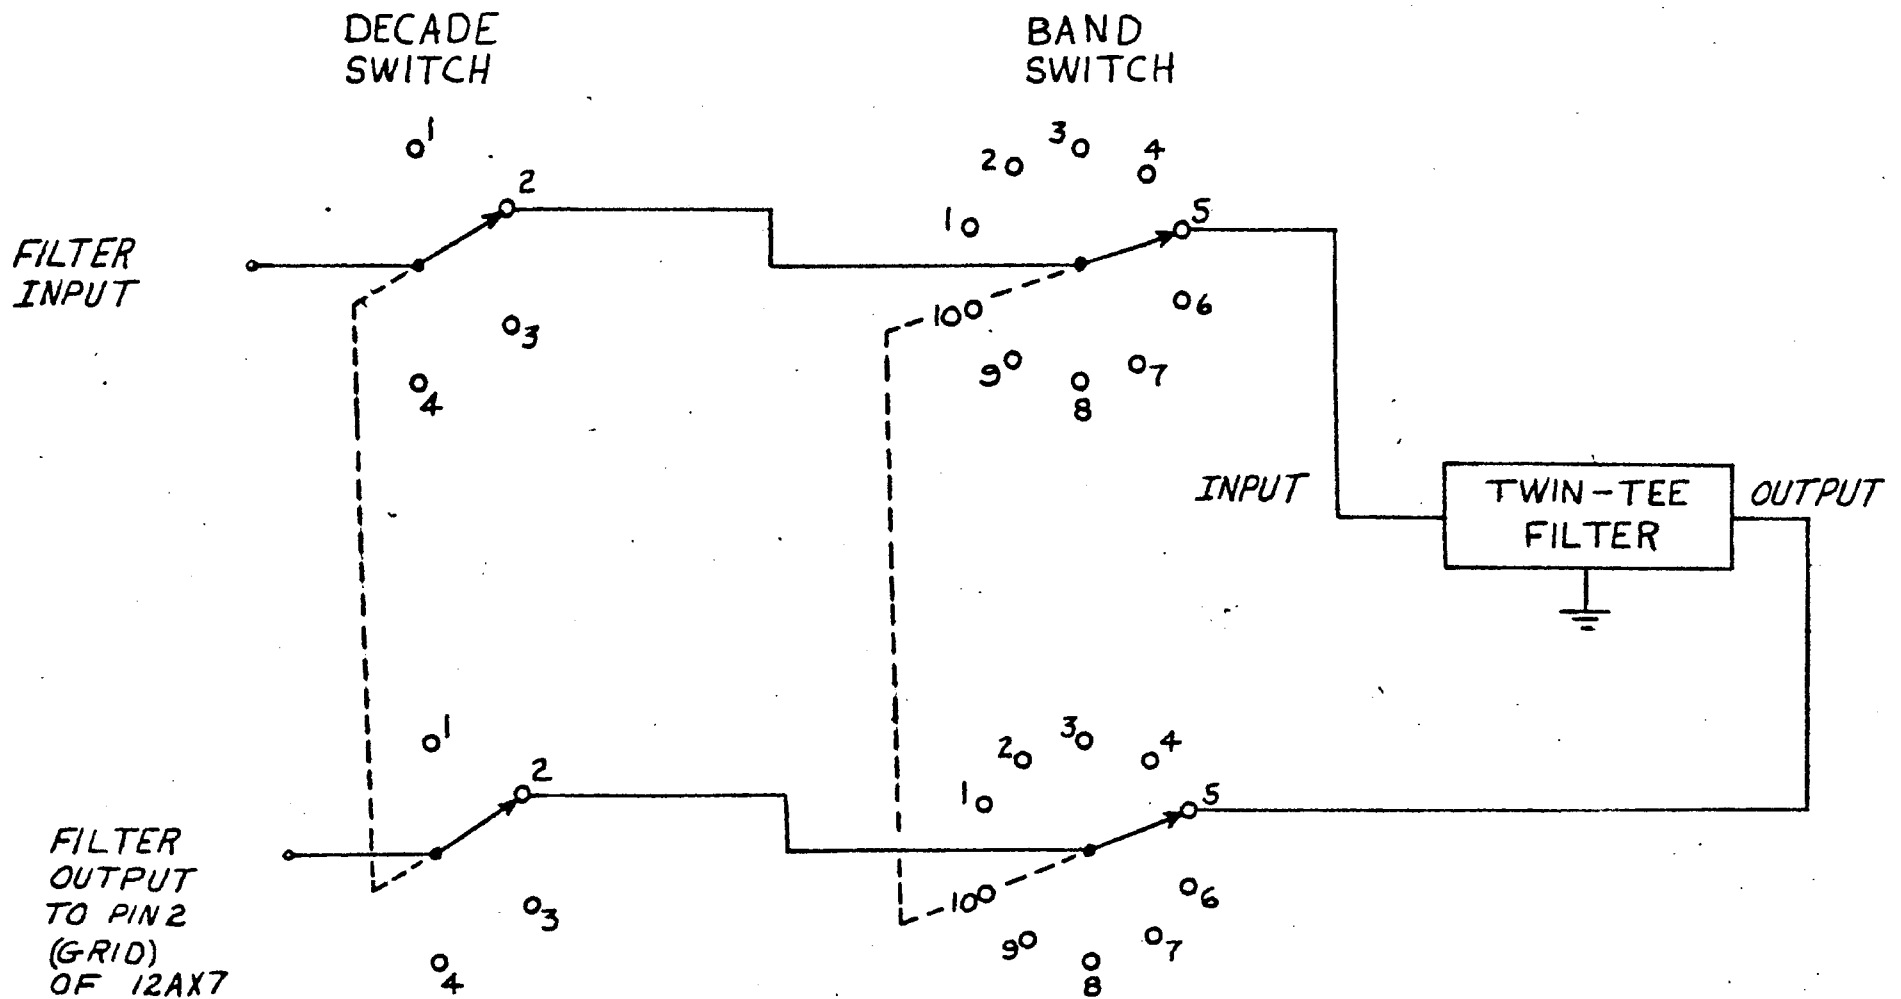 DECADE
SWITCH
BAND
SWITCH
1
2
3
4
1
2
3
4
5
6
7
8
9
10
FILTER
INPUT
INPUT
TWIN-TEE
FILTER
OUTPUT
1
2
3
4
1
2
3
4
5
6
7
8
9
10
FILTER
OUTPUT
TO PIN 2
(GRID)
OF 12AX7